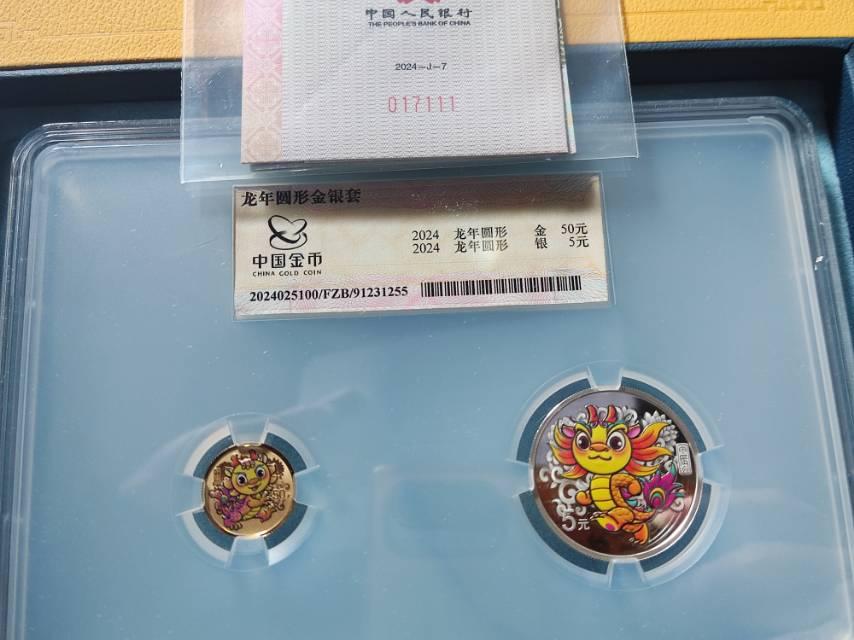 中国人民银行
THE PEOPLE'S BANK OF CHINA
2024-J-7
017111
龙年圆形金银套
中国金币
CHINA GOLD COIN
2024 龙年圆形 金 50元
2024 龙年圆形 银 5元
2024025100/FZB/91231255
50
5元